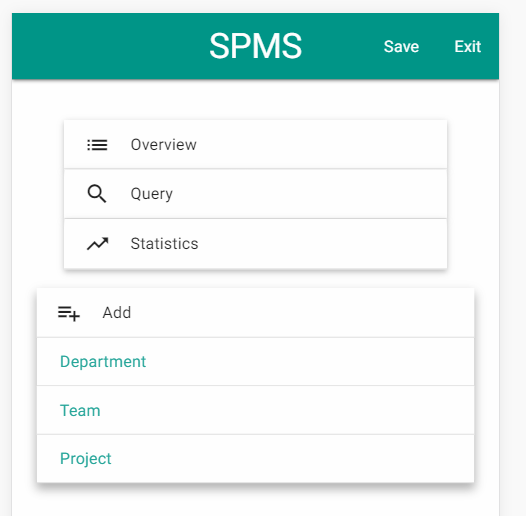 SPMS Save Exit
Overview
Query
Statistics
Add
Department
Team
Project